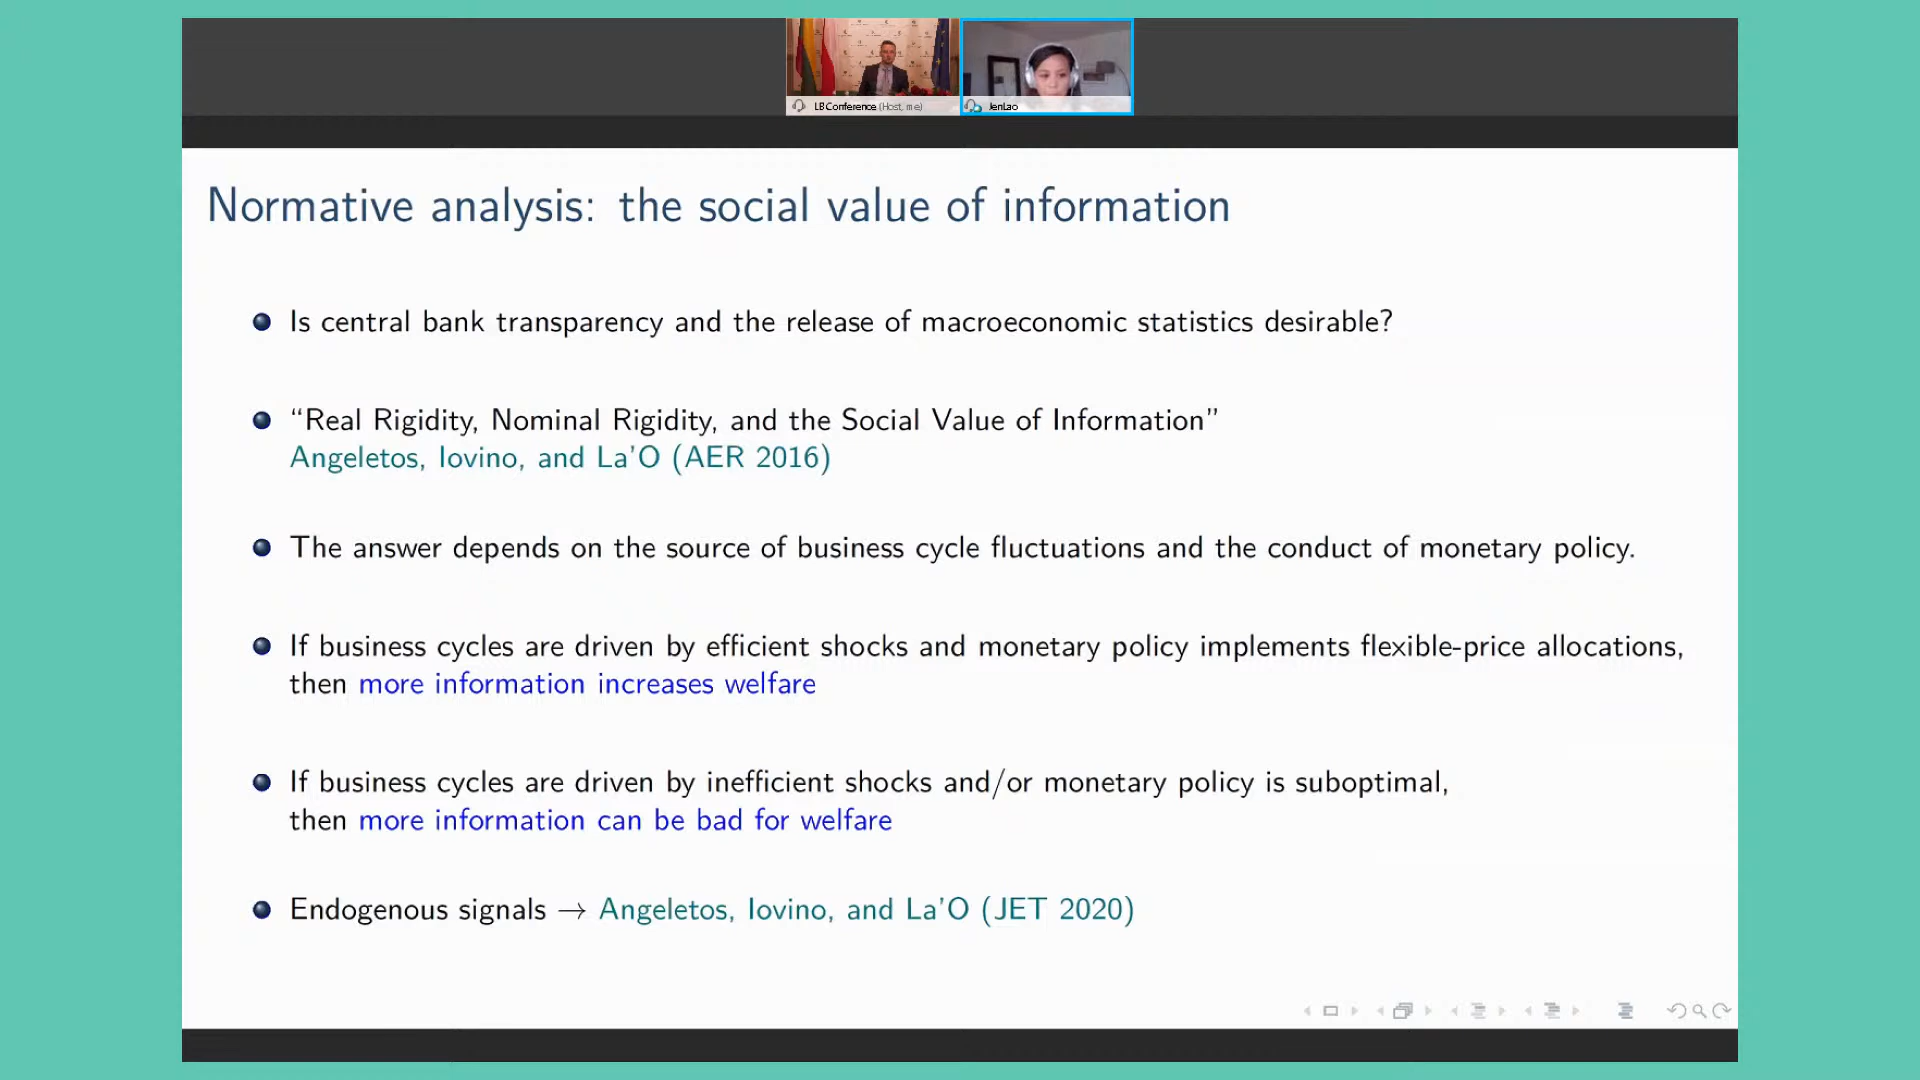 LBConference (Host, me)
JenLao
Normative analysis: the social value of information
Is central bank transparency and the release of macroeconomic statistics desirable?
“Real Rigidity, Nominal Rigidity, and the Social Value of Information”
Angeletos, Iovino, and La’O (AER 2016)
The answer depends on the source of business cycle fluctuations and the conduct of monetary policy.
If business cycles are driven by efficient shocks and monetary policy implements flexible-price allocations,
then more information increases welfare
If business cycles are driven by inefficient shocks and/or monetary policy is suboptimal,
then more information can be bad for welfare
Endogenous signals → Angeletos, Iovino, and La’O (JET 2020)